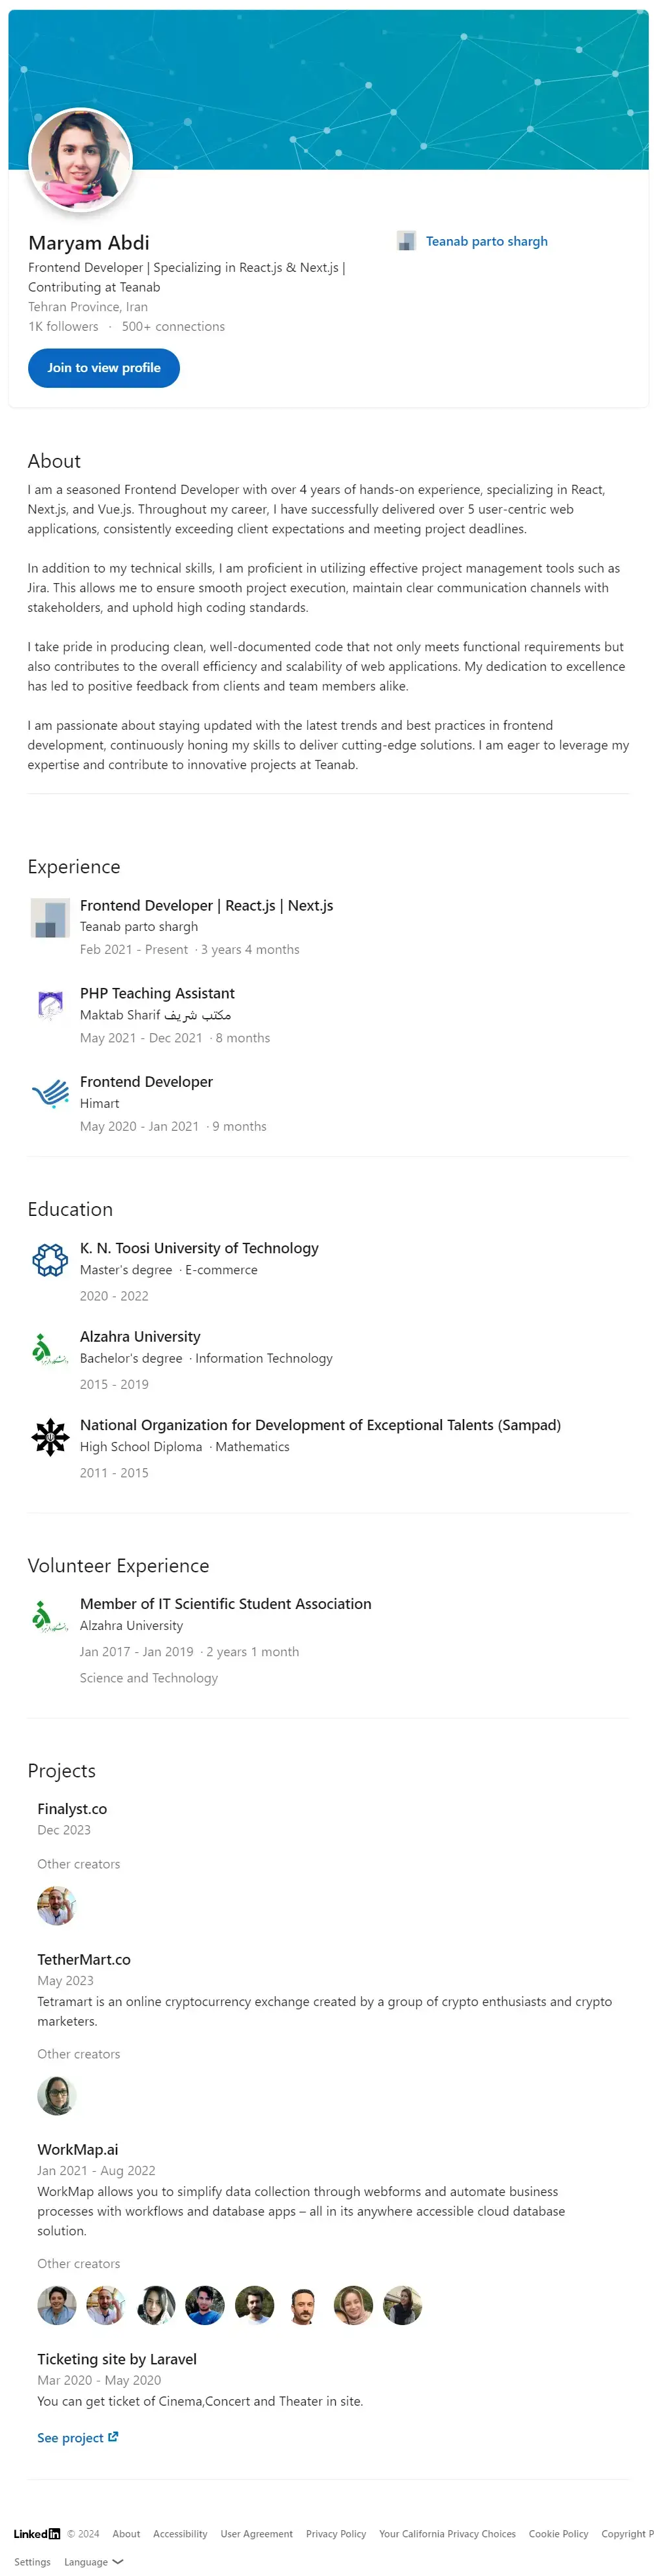 Maryam Abdi
Teanab parto shargh
Frontend Developer | Specializing in React.js & Next.js |
Contributing at Teanab
Tehran Province, Iran
1K followers · 500+ connections
Join to view profile
About
I am a seasoned Frontend Developer with over 4 years of hands-on experience, specializing in React,
Next.js, and Vue.js. Throughout my career, I have successfully delivered over 5 user-centric web
applications, consistently exceeding client expectations and meeting project deadlines.
In addition to my technical skills, I am proficient in utilizing effective project management tools such as
Jira. This allows me to ensure smooth project execution, maintain clear communication channels with
stakeholders, and uphold high coding standards.
I take pride in producing clean, well-documented code that not only meets functional requirements but
also contributes to the overall efficiency and scalability of web applications. My dedication to excellence
has led to positive feedback from clients and team members alike.
I am passionate about staying updated with the latest trends and best practices in frontend
development, continuously honing my skills to deliver cutting-edge solutions. I am eager to leverage my
expertise and contribute to innovative projects at Teanab.
Experience
Frontend Developer | React.js | Next.js
Teanab parto shargh
Feb 2021 - Present · 3 years 4 months
PHP Teaching Assistant
Maktab Sharif مکتب شریف
May 2021 - Dec 2021 · 8 months
Frontend Developer
Himart
May 2020 - Jan 2021 · 9 months
Education
K. N. Toosi University of Technology
Master's degree · E-commerce
2020 - 2022
Alzahra University
Bachelor's degree · Information Technology
2015 - 2019
National Organization for Development of Exceptional Talents (Sampad)
High School Diploma · Mathematics
2011 - 2015
Volunteer Experience
Member of IT Scientific Student Association
Alzahra University
Jan 2017 - Jan 2019 · 2 years 1 month
Science and Technology
Projects
Finalyst.co
Dec 2023
Other creators
TetherMart.co
May 2023
Tetramart is an online cryptocurrency exchange created by a group of crypto enthusiasts and crypto
marketers.
Other creators
WorkMap.ai
Jan 2021 - Aug 2022
WorkMap allows you to simplify data collection through webforms and automate business
processes with workflows and database apps – all in its anywhere accessible cloud database
solution.
Other creators
Ticketing site by Laravel
Mar 2020 - May 2020
You can get ticket of Cinema,Concert and Theater in site.
See project
LinkedIn © 2024 About Accessibility User Agreement Privacy Policy Your California Privacy Choices Cookie Policy Copyright P
Settings Language